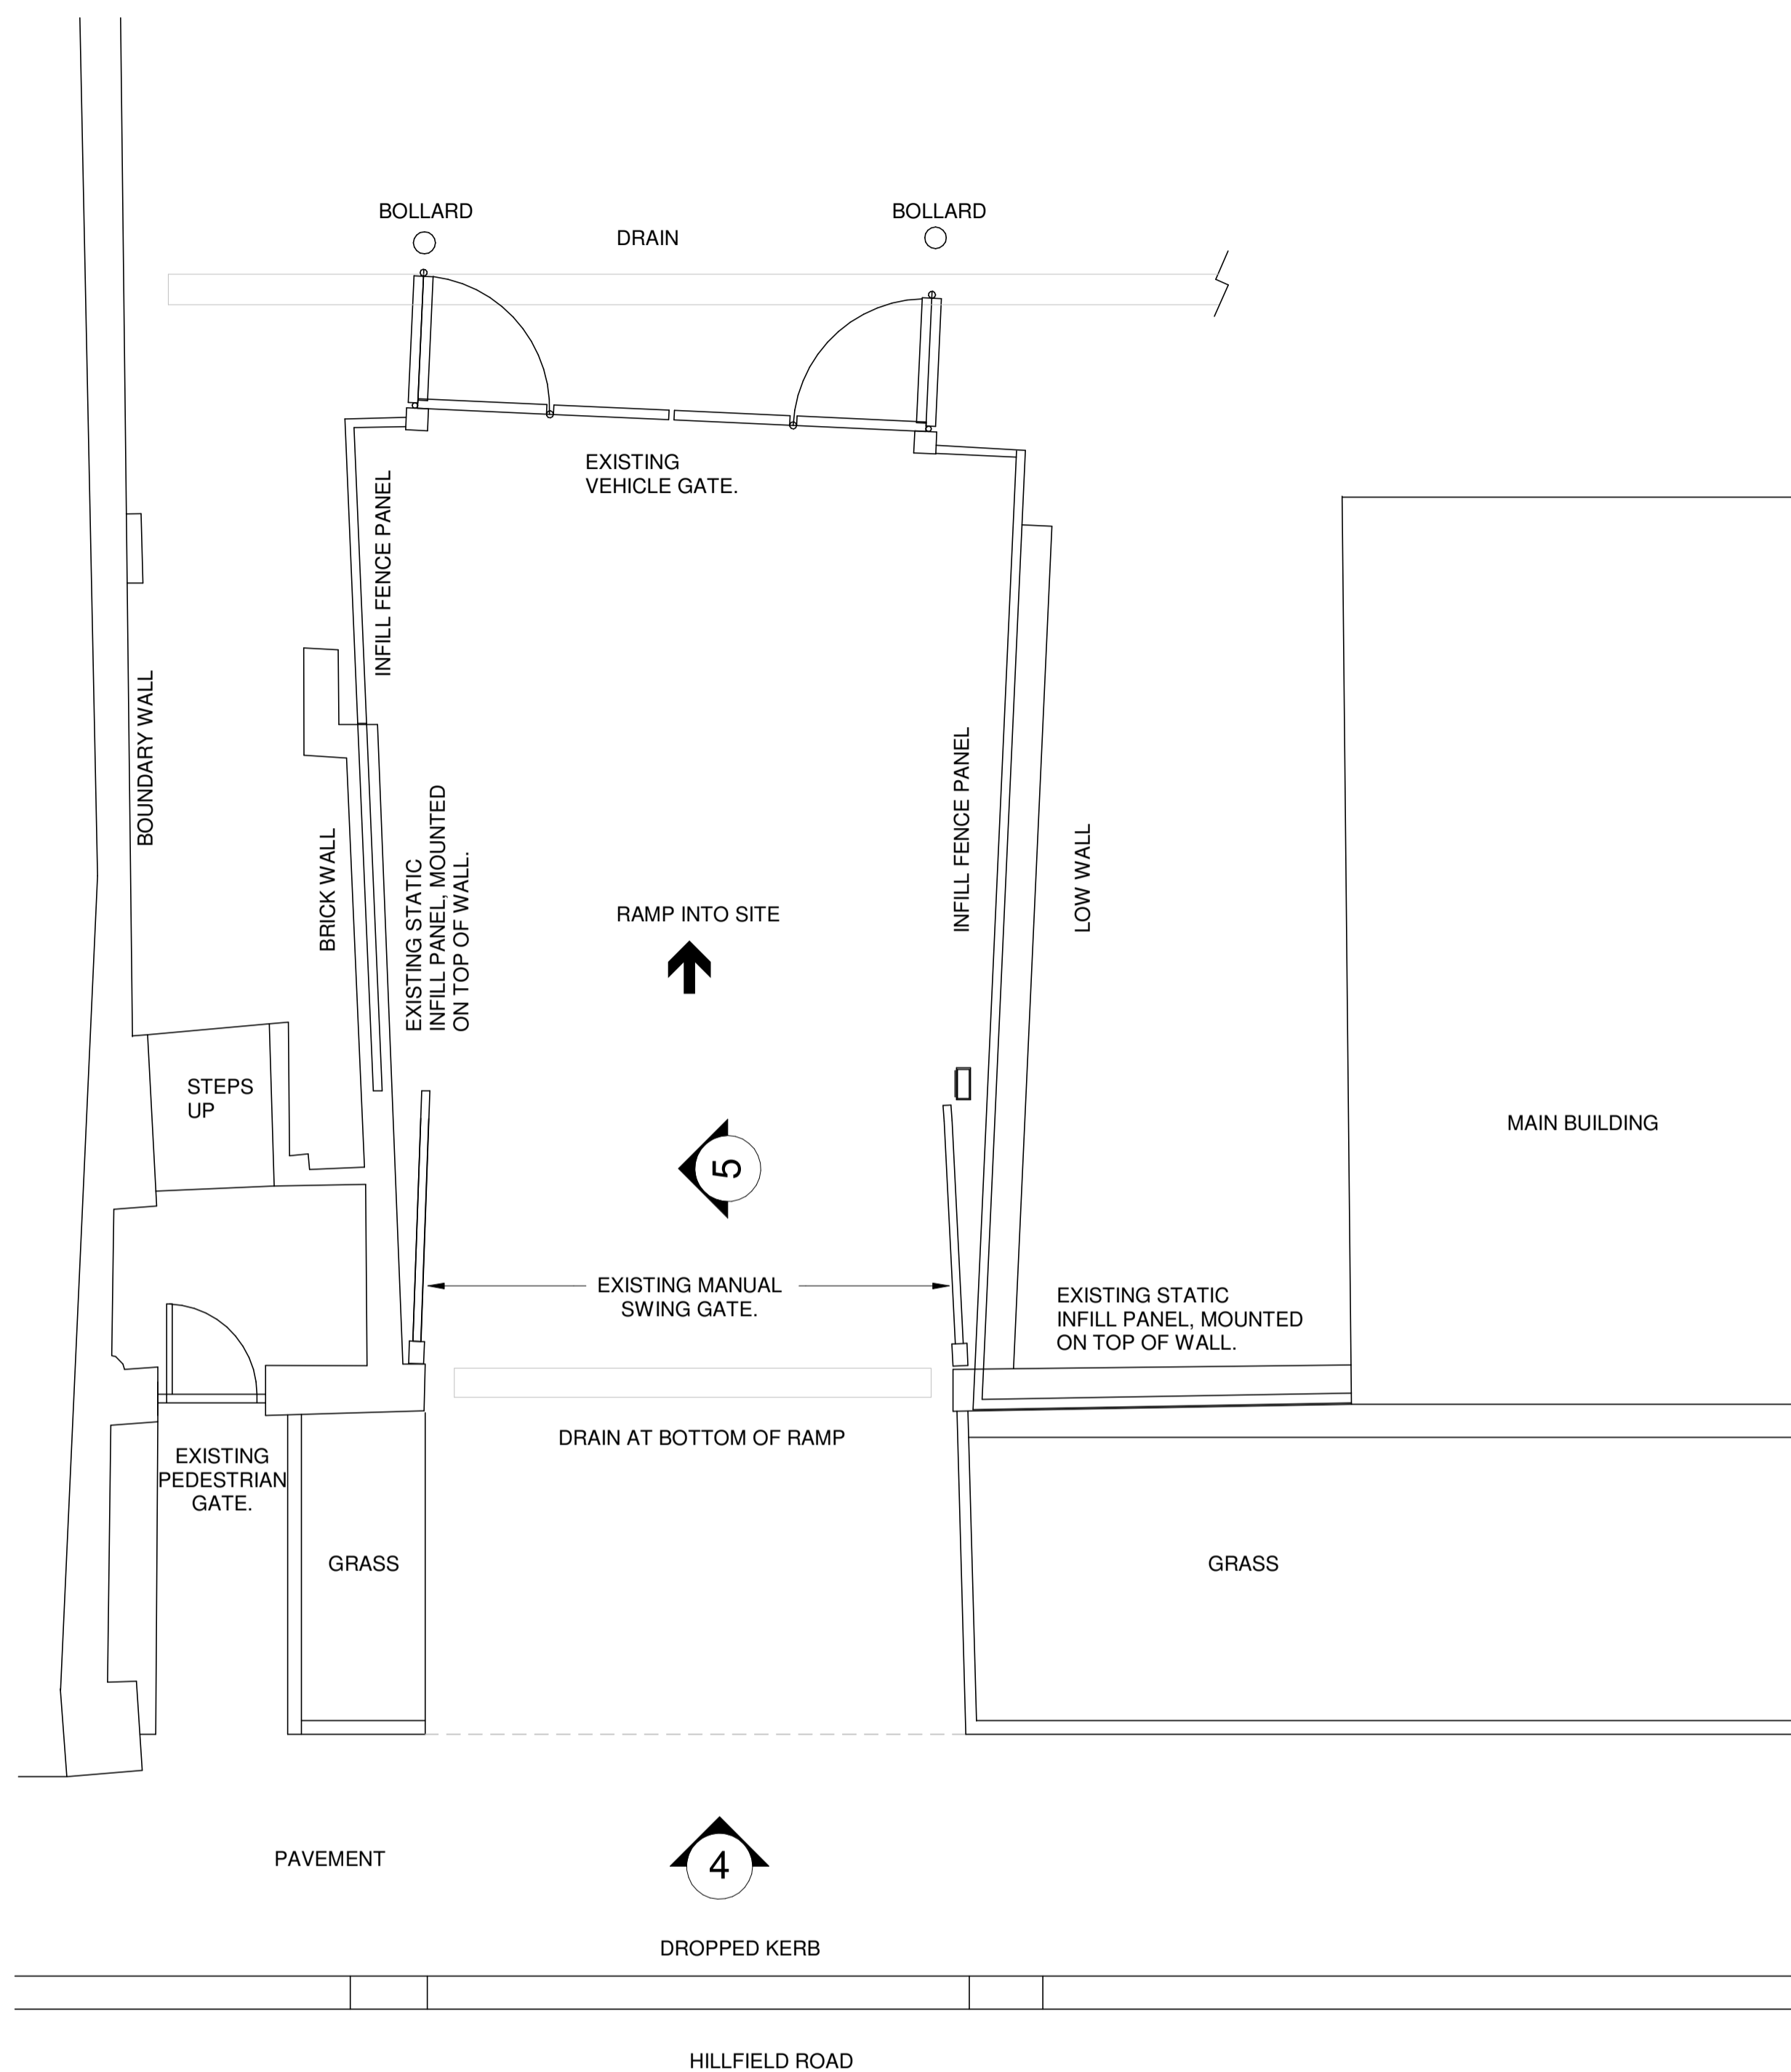 BOLLARD
BOLLARD
DRAIN
EXISTING
VEHICLE GATE.
INFILL FENCE PANEL
BOUNDARY WALL
BRICK WALL
EXISTING STATIC
INFILL PANEL, MOUNTED
ON TOP OF WALL.
RAMP INTO SITE
INFILL FENCE PANEL
LOW WALL
STEPS
UP
MAIN BUILDING
5
EXISTING MANUAL
SWING GATE.
EXISTING STATIC
INFILL PANEL, MOUNTED
ON TOP OF WALL.
DRAIN AT BOTTOM OF RAMP
EXISTING
PEDESTRIAN
GATE.
GRASS
GRASS
PAVEMENT
4
DROPPED KERB
HILLFIELD ROAD